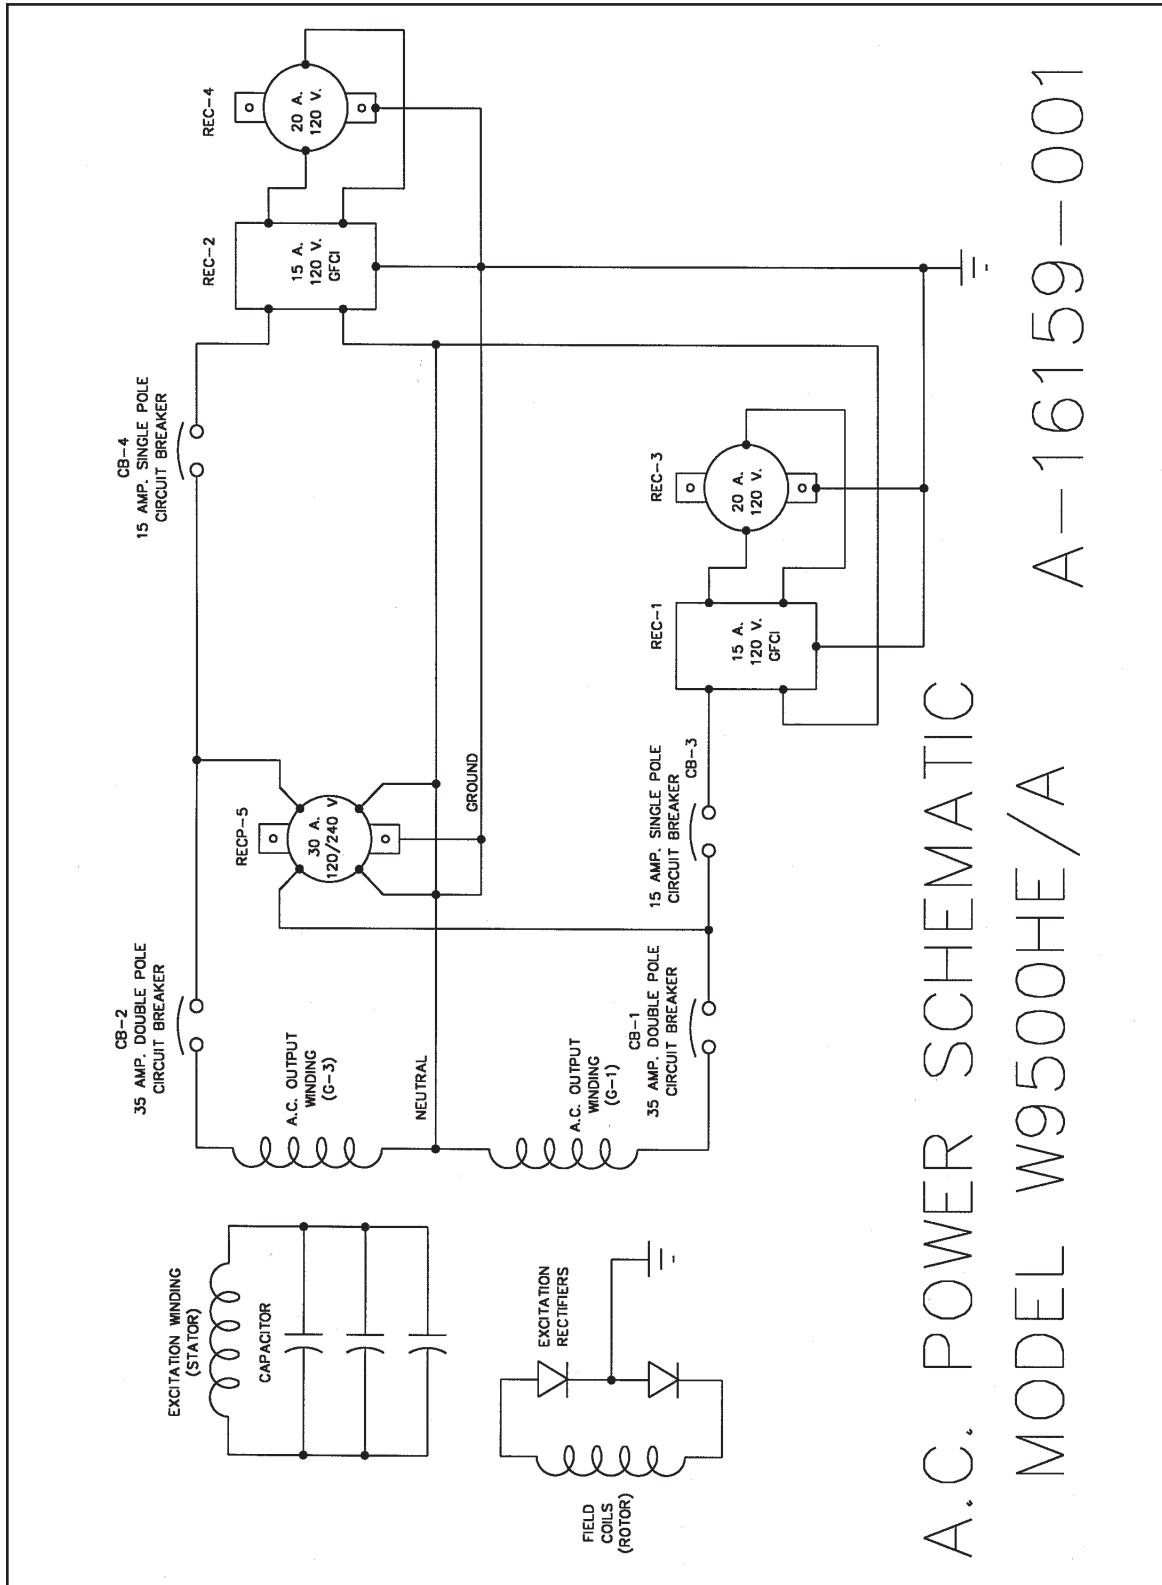 EXCITATION WINDING
(STATOR)
CAPACITOR
FIELD
COILS
(ROTOR)
EXCITATION
RECTIFIERS
CB-2
35 AMP. DOUBLE POLE
CIRCUIT BREAKER
A.C. OUTPUT
WINDING
(G-3)
NEUTRAL
A.C. OUTPUT
WINDING
(G-1)
CB-1
35 AMP. DOUBLE POLE
CIRCUIT BREAKER
RECP-5
30 A.
120/240 V
GROUND
15 AMP. SINGLE POLE
CIRCUIT BREAKER
CB-3
CB-4
15 AMP. SINGLE POLE
CIRCUIT BREAKER
REC-1
15 A.
120 V.
GFCI
REC-3
20 A.
120 V.
REC-2
15 A.
120 V.
GFCI
REC-4
20 A.
120 V.
A.C. POWER SCHEMATIC
MODEL W9500HE/A A-16159-001